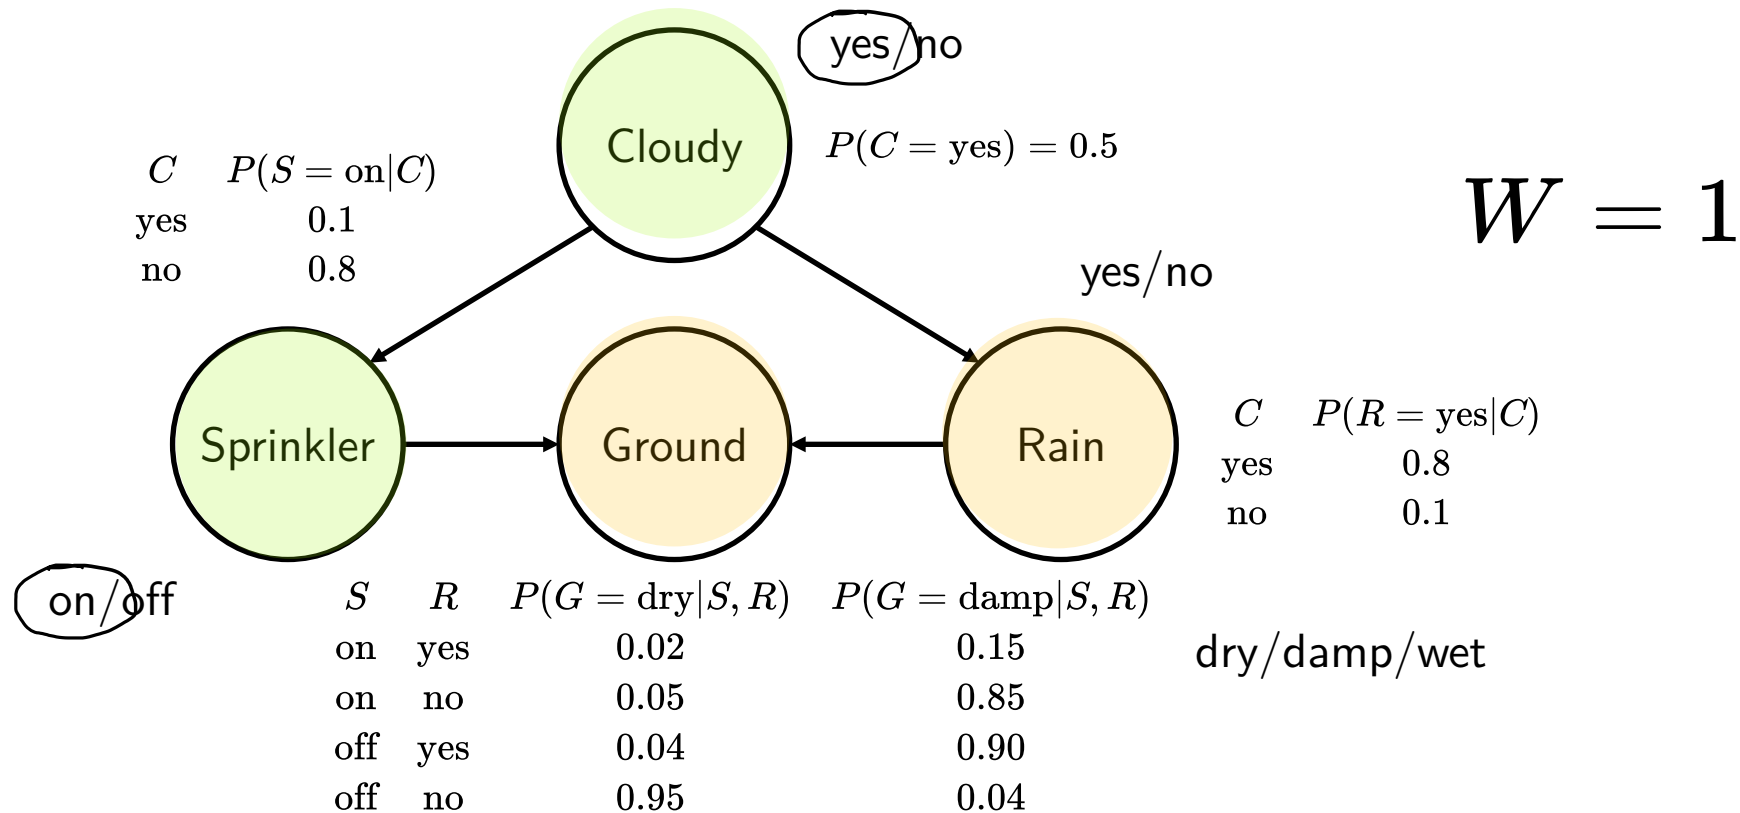 yes/no
Cloudy
P(C = yes) = 0.5
W = 1
C P(S = on|C)
yes 0.1
no 0.8
yes/no
Sprinkler
Ground
Rain
C P(R = yes|C)
yes 0.8
no 0.1
on/off
S R P(G = dry|S, R) P(G = damp|S, R)
on yes 0.02 0.15
on no 0.05 0.85
off yes 0.04 0.90
off no 0.95 0.04
dry/damp/wet